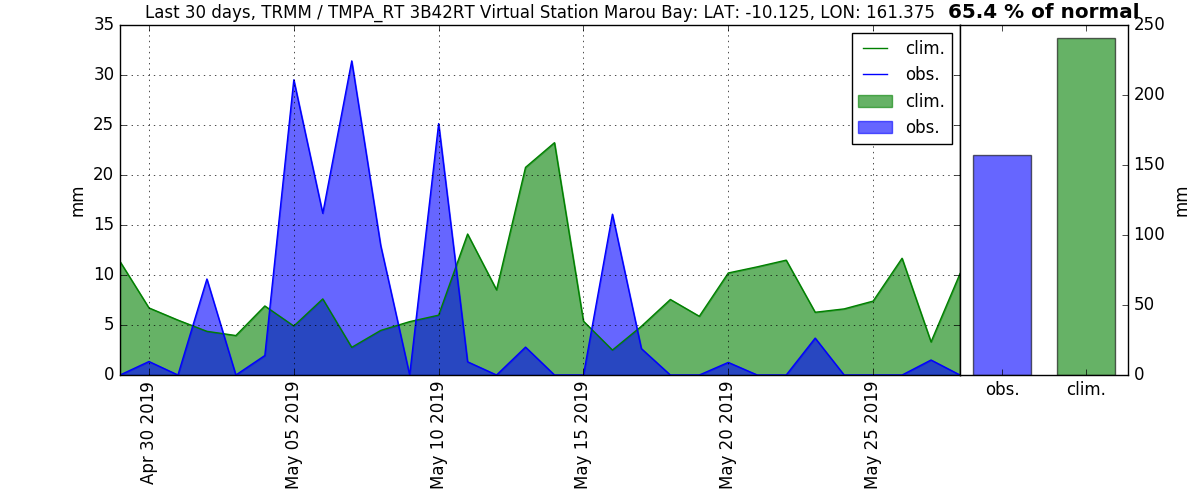 Last 30 days, TRMM / TMPA_RT 3B42RT Virtual Station Marou Bay: LAT: -10.125, LON: 161.375
65.4 % of normal
35
30
25
20
15
10
5
0
mm
clim.
obs.
clim.
obs.
Apr 30 2019
May 05 2019
May 10 2019
May 15 2019
May 20 2019
May 25 2019
250
200
150
100
50
0
mm
obs.
clim.